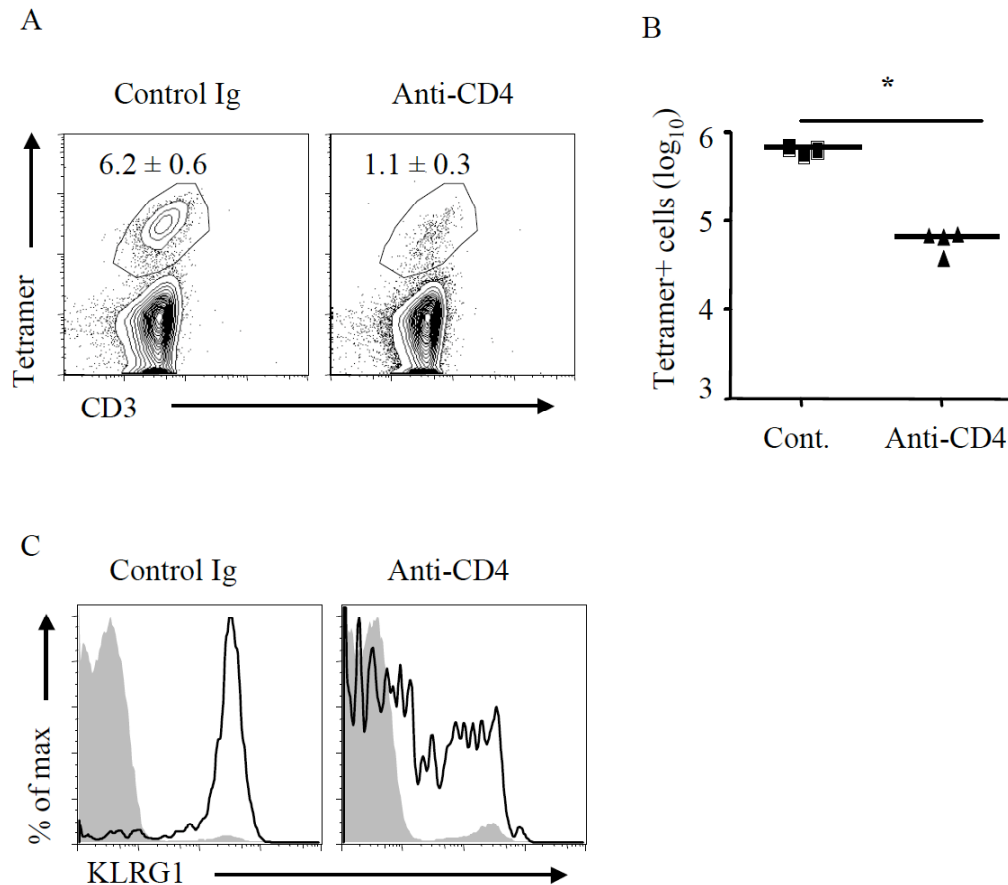 A
Control Ig
Anti-CD4
6.2 ± 0.6
1.1 ± 0.3
Tetramer
CD3
B
*
Tetramer+ cells (log10)
6
5
4
3
Cont.
Anti-CD4
C
Control Ig
Anti-CD4
% of max
KLRG1